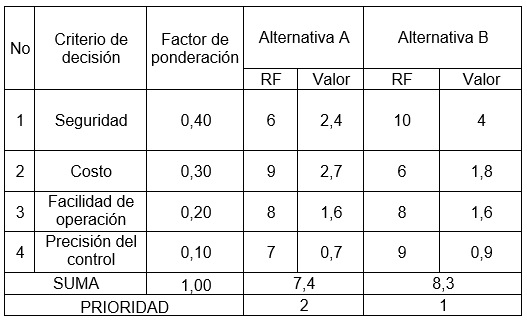 No Criterio de decisión Factor de ponderación Alternativa A Alternativa B
RF Valor RF Valor
1 Seguridad 0,40 6 2,4 10 4
2 Costo 0,30 9 2,7 6 1,8
3 Facilidad de operación 0,20 8 1,6 8 1,6
4 Precisión del control 0,10 7 0,7 9 0,9
SUMA 1,00 7,4 8,3
PRIORIDAD 2 1